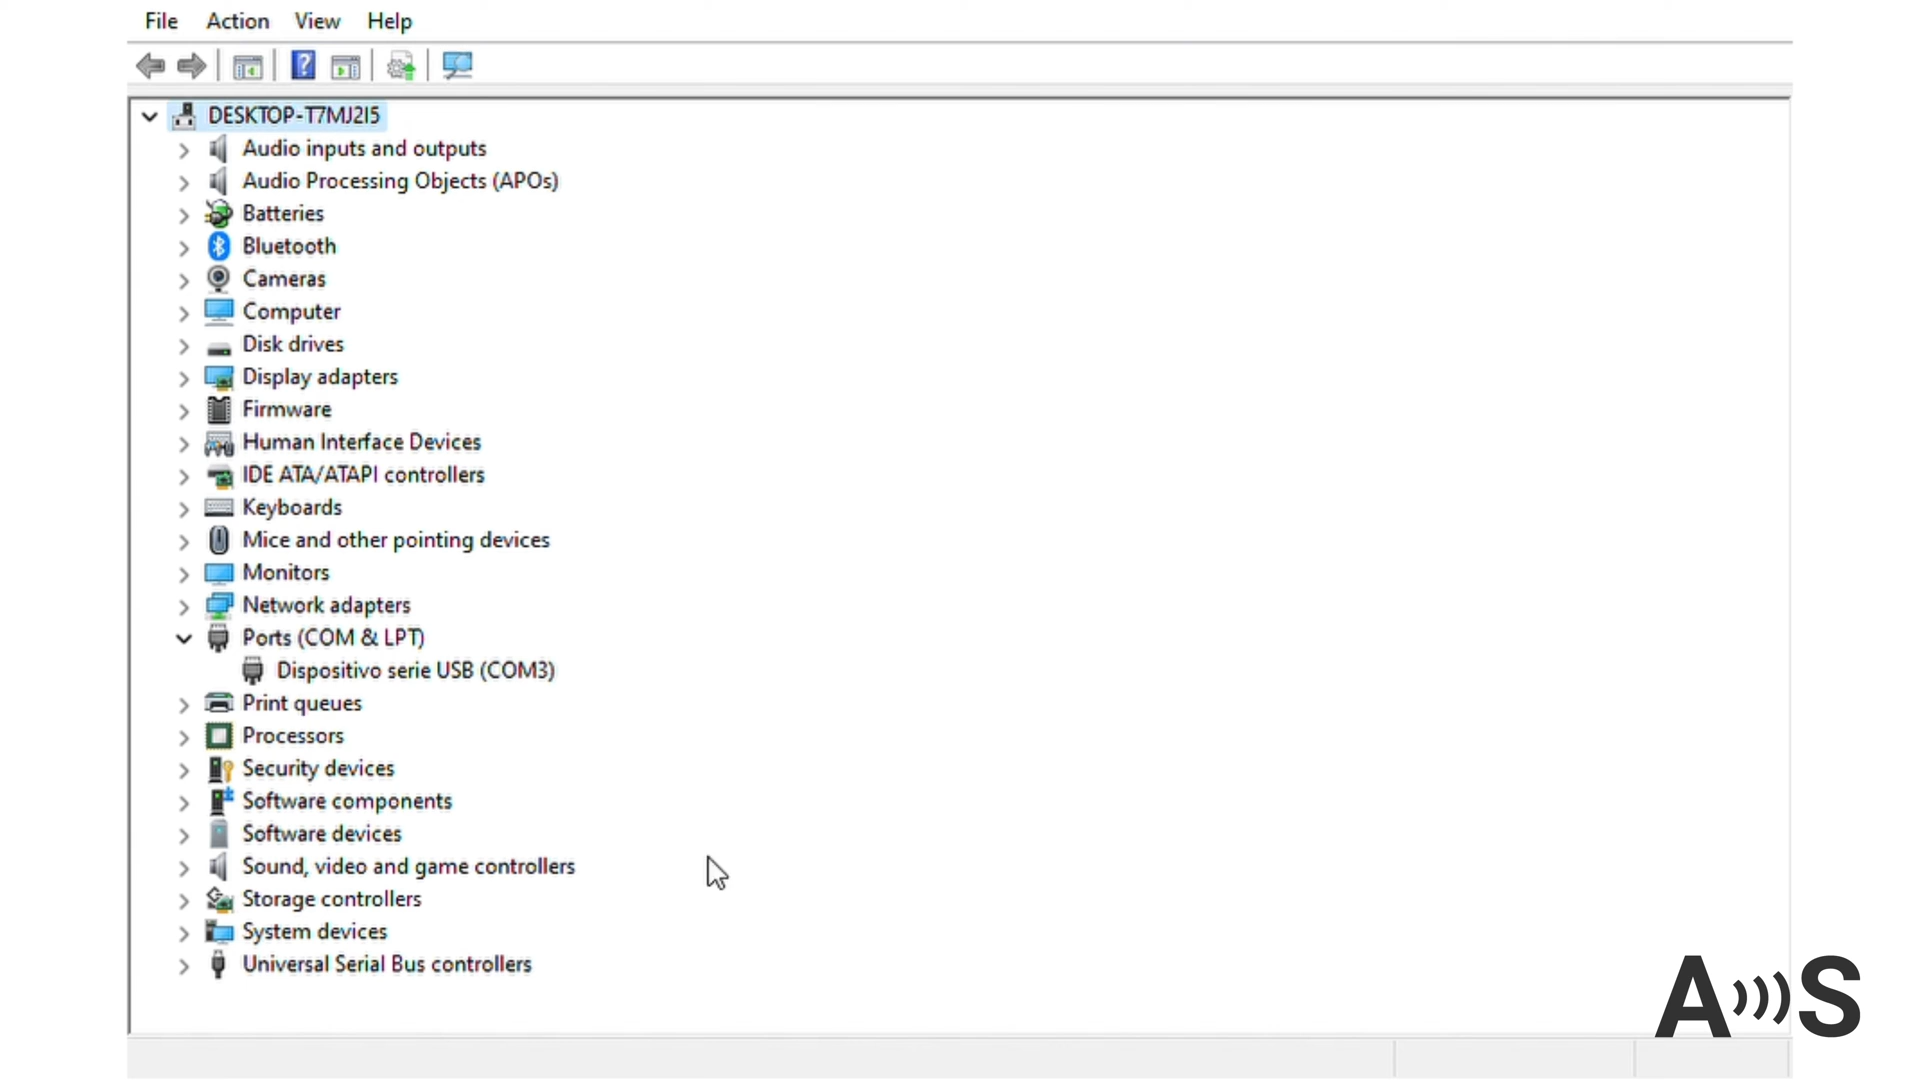 File Action View Help
DESKTOP-T7MJ2I5
Audio inputs and outputs
Audio Processing Objects (APOs)
Batteries
Bluetooth
Cameras
Computer
Disk drives
Display adapters
Firmware
Human Interface Devices
IDE ATA/ATAPI controllers
Keyboards
Mice and other pointing devices
Monitors
Network adapters
Ports (COM & LPT)
Dispositivo serie USB (COM3)
Print queues
Processors
Security devices
Software components
Software devices
Sound, video and game controllers
Storage controllers
System devices
Universal Serial Bus controllers
A S